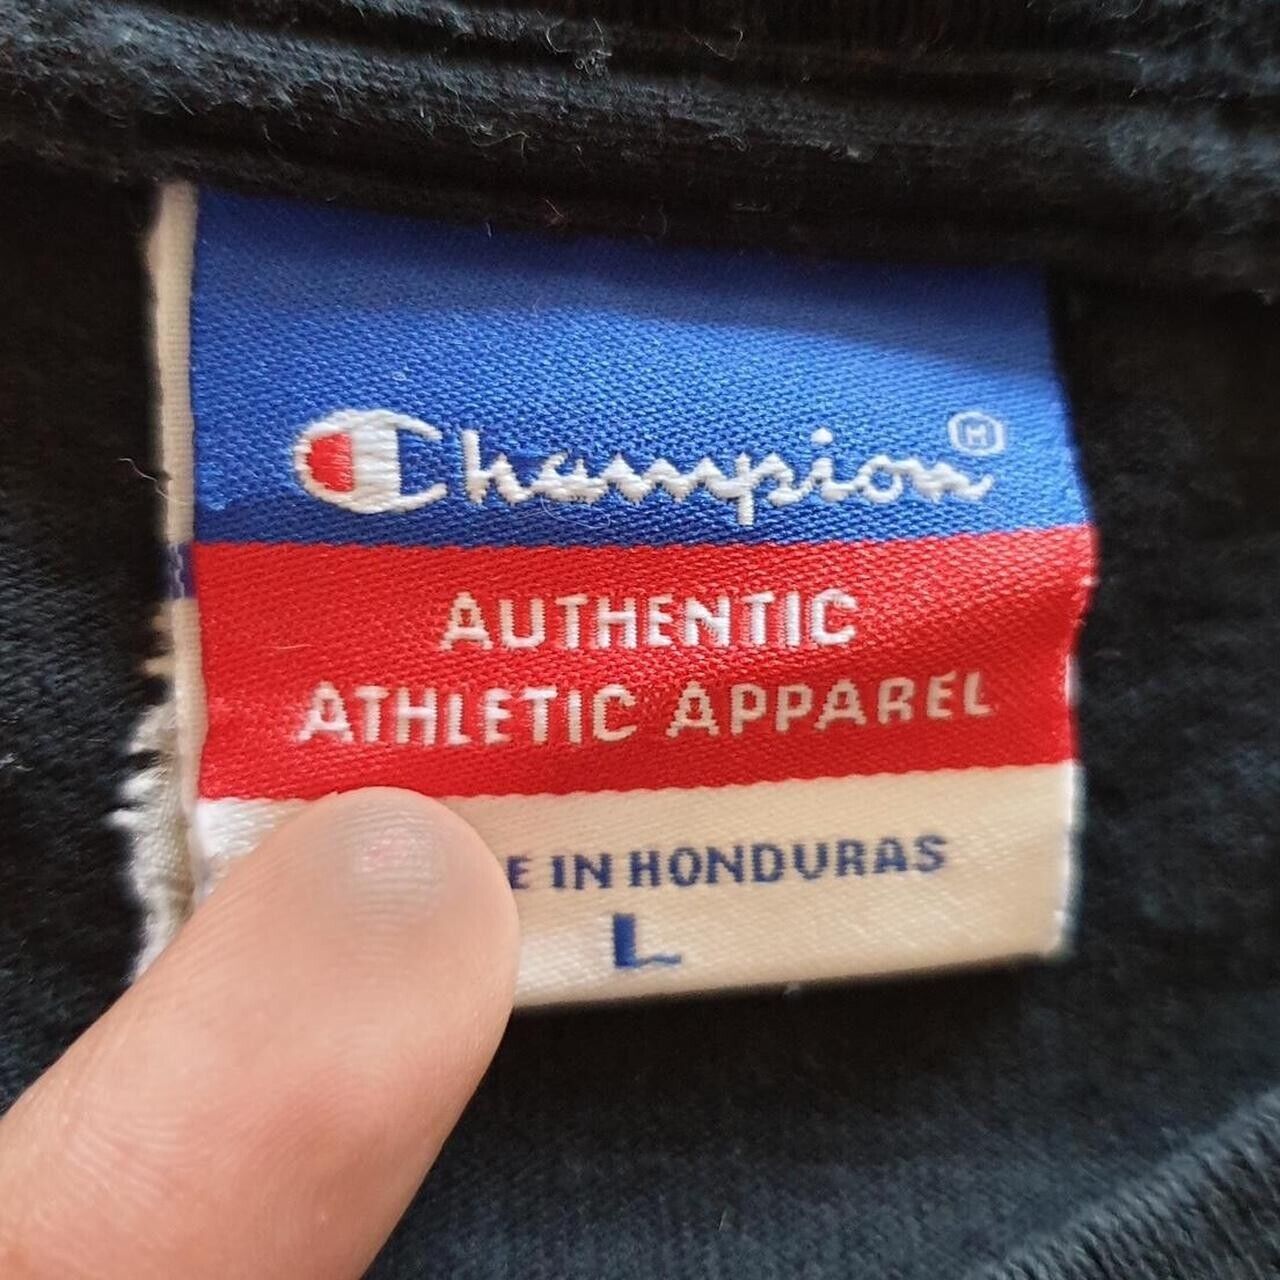 Champion
AUTHENTIC
ATHLETIC APPAREL
E IN HONDURAS
L